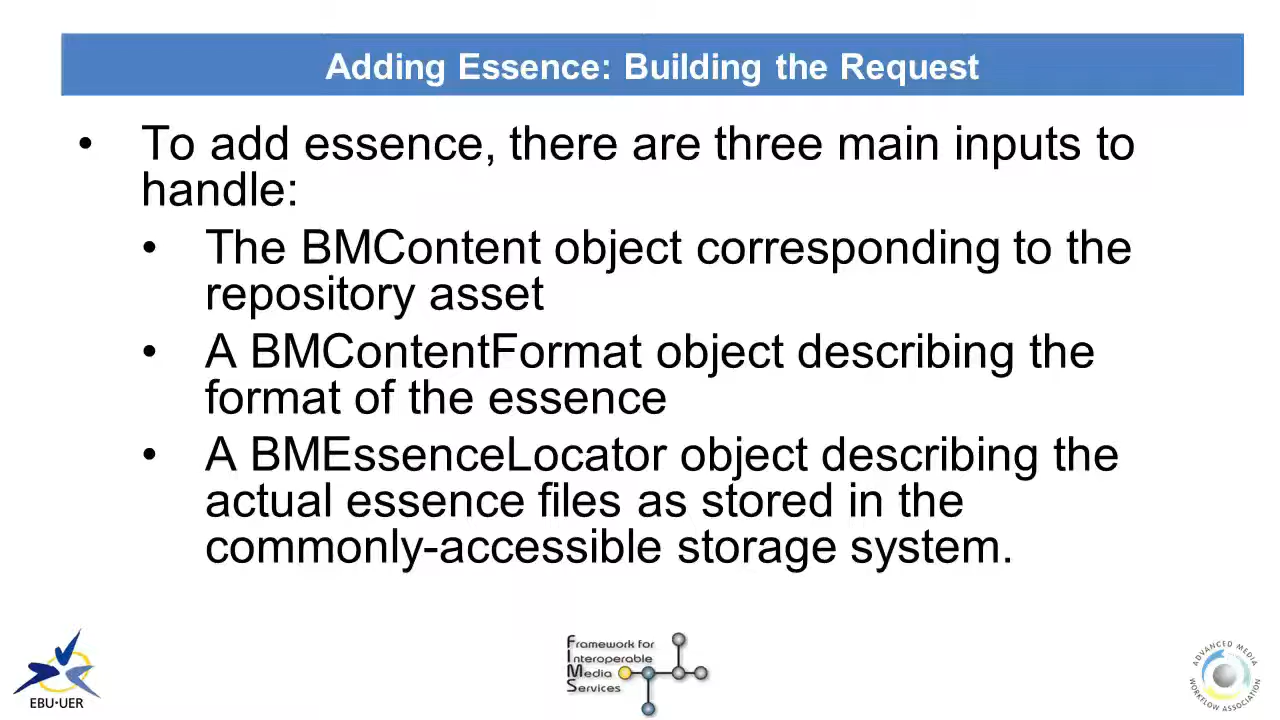 Adding Essence: Building the Request
• To add essence, there are three main inputs to
handle:
• The BMContent object corresponding to the
repository asset
• A BMContentFormat object describing the
format of the essence
• A BMEssenceLocator object describing the
actual essence files as stored in the
commonly-accessible storage system.
EBU·UER
Framework for
Interoperable
Media
Services
ADVANCED MEDIA
WORKFLOW ASSOCIATION